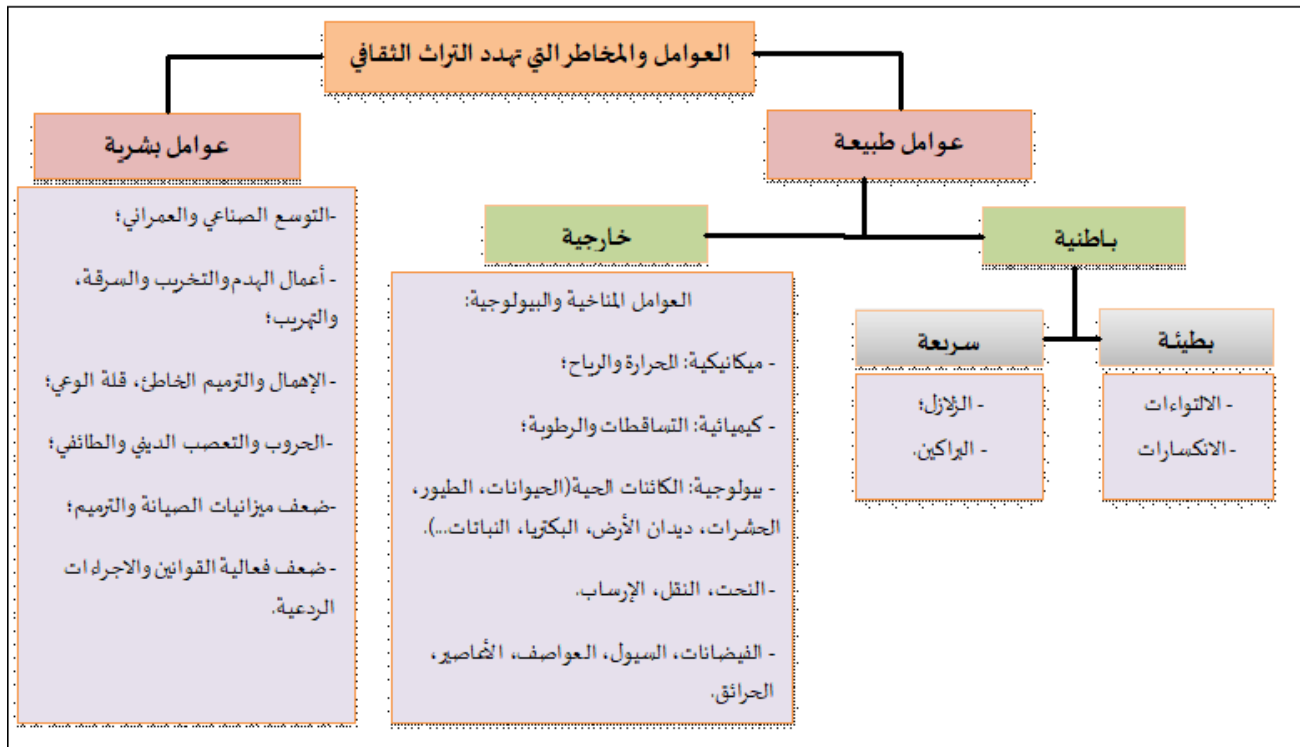 العوامل والمخاطر التي تهدد التراث الثقافي
عوامل طبيعة
باطنية
بطيئة
- الالتواءات
- الانكسارات
سريعة
- الزلازل؛
- البراكين.
خارجية
العوامل المناخية والبيولوجية:
- ميكانيكية: الحرارة والرياح؛
- كيميائية: التساقطات والرطوبة؛
- بيولوجية: الكائنات الحية(الحيوانات، الطيور،
الحشرات، ديدان الأرض، البكتريا، النباتات...).
- النحت، النقل، الإرساب.
- الفيضانات، السيول، العواصف، الأعاصير،
الحرائق.
عوامل بشرية
-التوسع الصناعي والعمراني؛
- أعمال الهدم والتخريب والسرقة،
والتهريب؛
-الإهمال والترميم الخاطئ، قلة الوعي؛
-الحروب والتعصب الديني والطائفي؛
-ضعف ميزانيات الصيانة والترميم؛
-ضعف فعالية القوانين والاجراءات
الردعية.